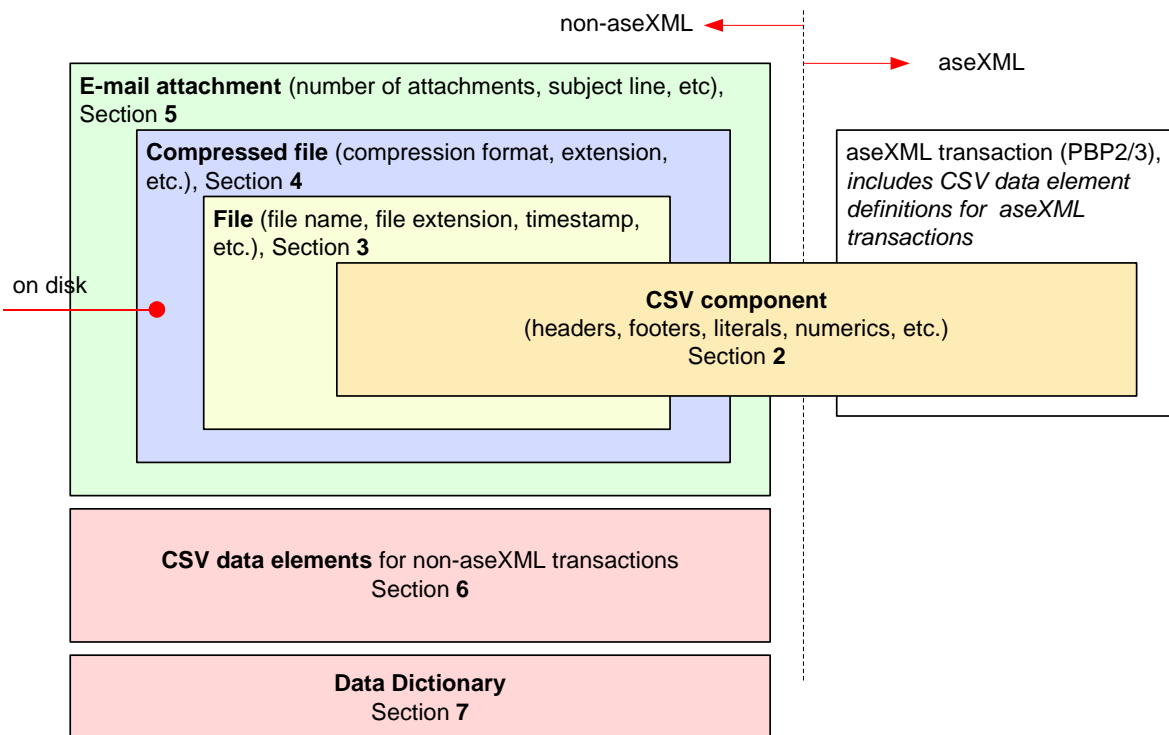 non-aseXML
aseXML
E-mail attachment (number of attachments, subject line, etc),
Section 5
Compressed file (compression format, extension,
etc.), Section 4
File (file name, file extension, timestamp,
etc.), Section 3
aseXML transaction (PBP2/3),
includes CSV data element
definitions for aseXML
transactions
on disk
CSV component
(headers, footers, literals, numerics, etc.)
Section 2
CSV data elements for non-aseXML transactions
Section 6
Data Dictionary
Section 7